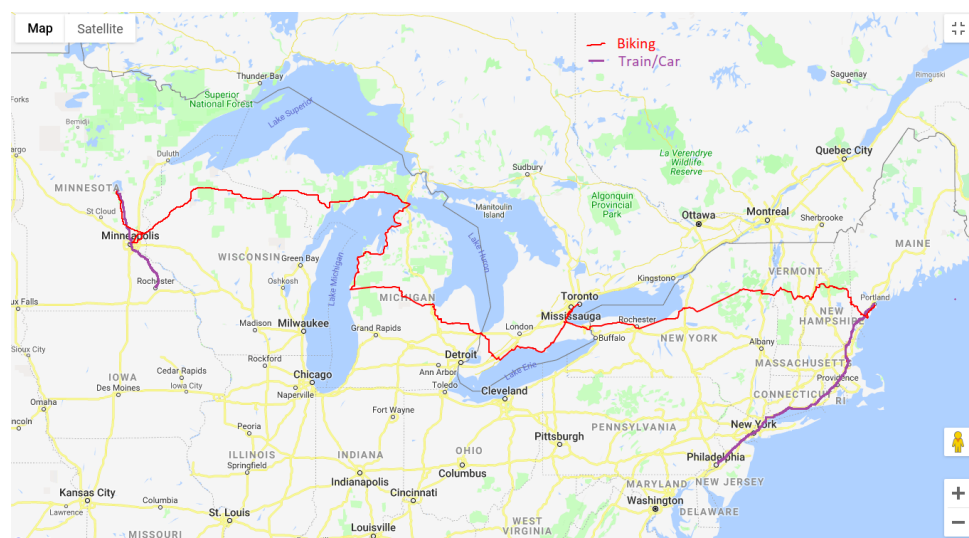 Map
Satellite
Biking
Train/Car
Thunder Bay
Saguenay
Rimouski
Forks
Superior
National Forest
Bemidji
Lake Superior
La Verendrye
Wildlife
Reserve
Quebec City
argo
Duluth
Sudbury
MINNESOTA
Manitoulin
Island
Algonquin
Provincial
Park
Ottawa
Montreal
Sherbrooke
St Cloud
Minneapolis
MAINE
WISCONSIN
Green Bay
Lake Huron
Kingston
VERMONT
Rochester
Oshkosh
Lake Michigan
MICHIGAN
Toronto
Mississauga
Portland
ux Falls
NEW
HAMPSHIRE
Madison
Milwaukee
Grand Rapids
London
Rochester
Buffalo
NEW YORK
Albany
Sioux City
Rockford
Detroit
Ann Arbor
Lake Erie
MASSACHUSETTS
IOWA
Cedar Rapids
Iowa City
Chicago
Naperville
Toledo
Cleveland
Providence
CONNECTICUT
RI
Des Moines
Omaha
Fort Wayne
ncoln
Peoria
PENNSYLVANIA
New York
Pittsburgh
ILLINOIS
INDIANA
OHIO
Philadelphia
Springfield
Columbus
Indianapolis
MARYLAND
NEW JERSEY
Kansas City
Columbia
Cincinnati
Washington
Lawrence
St. Louis
DELAWARE
MISSOURI
Louisville
WEST
VIRGINIA